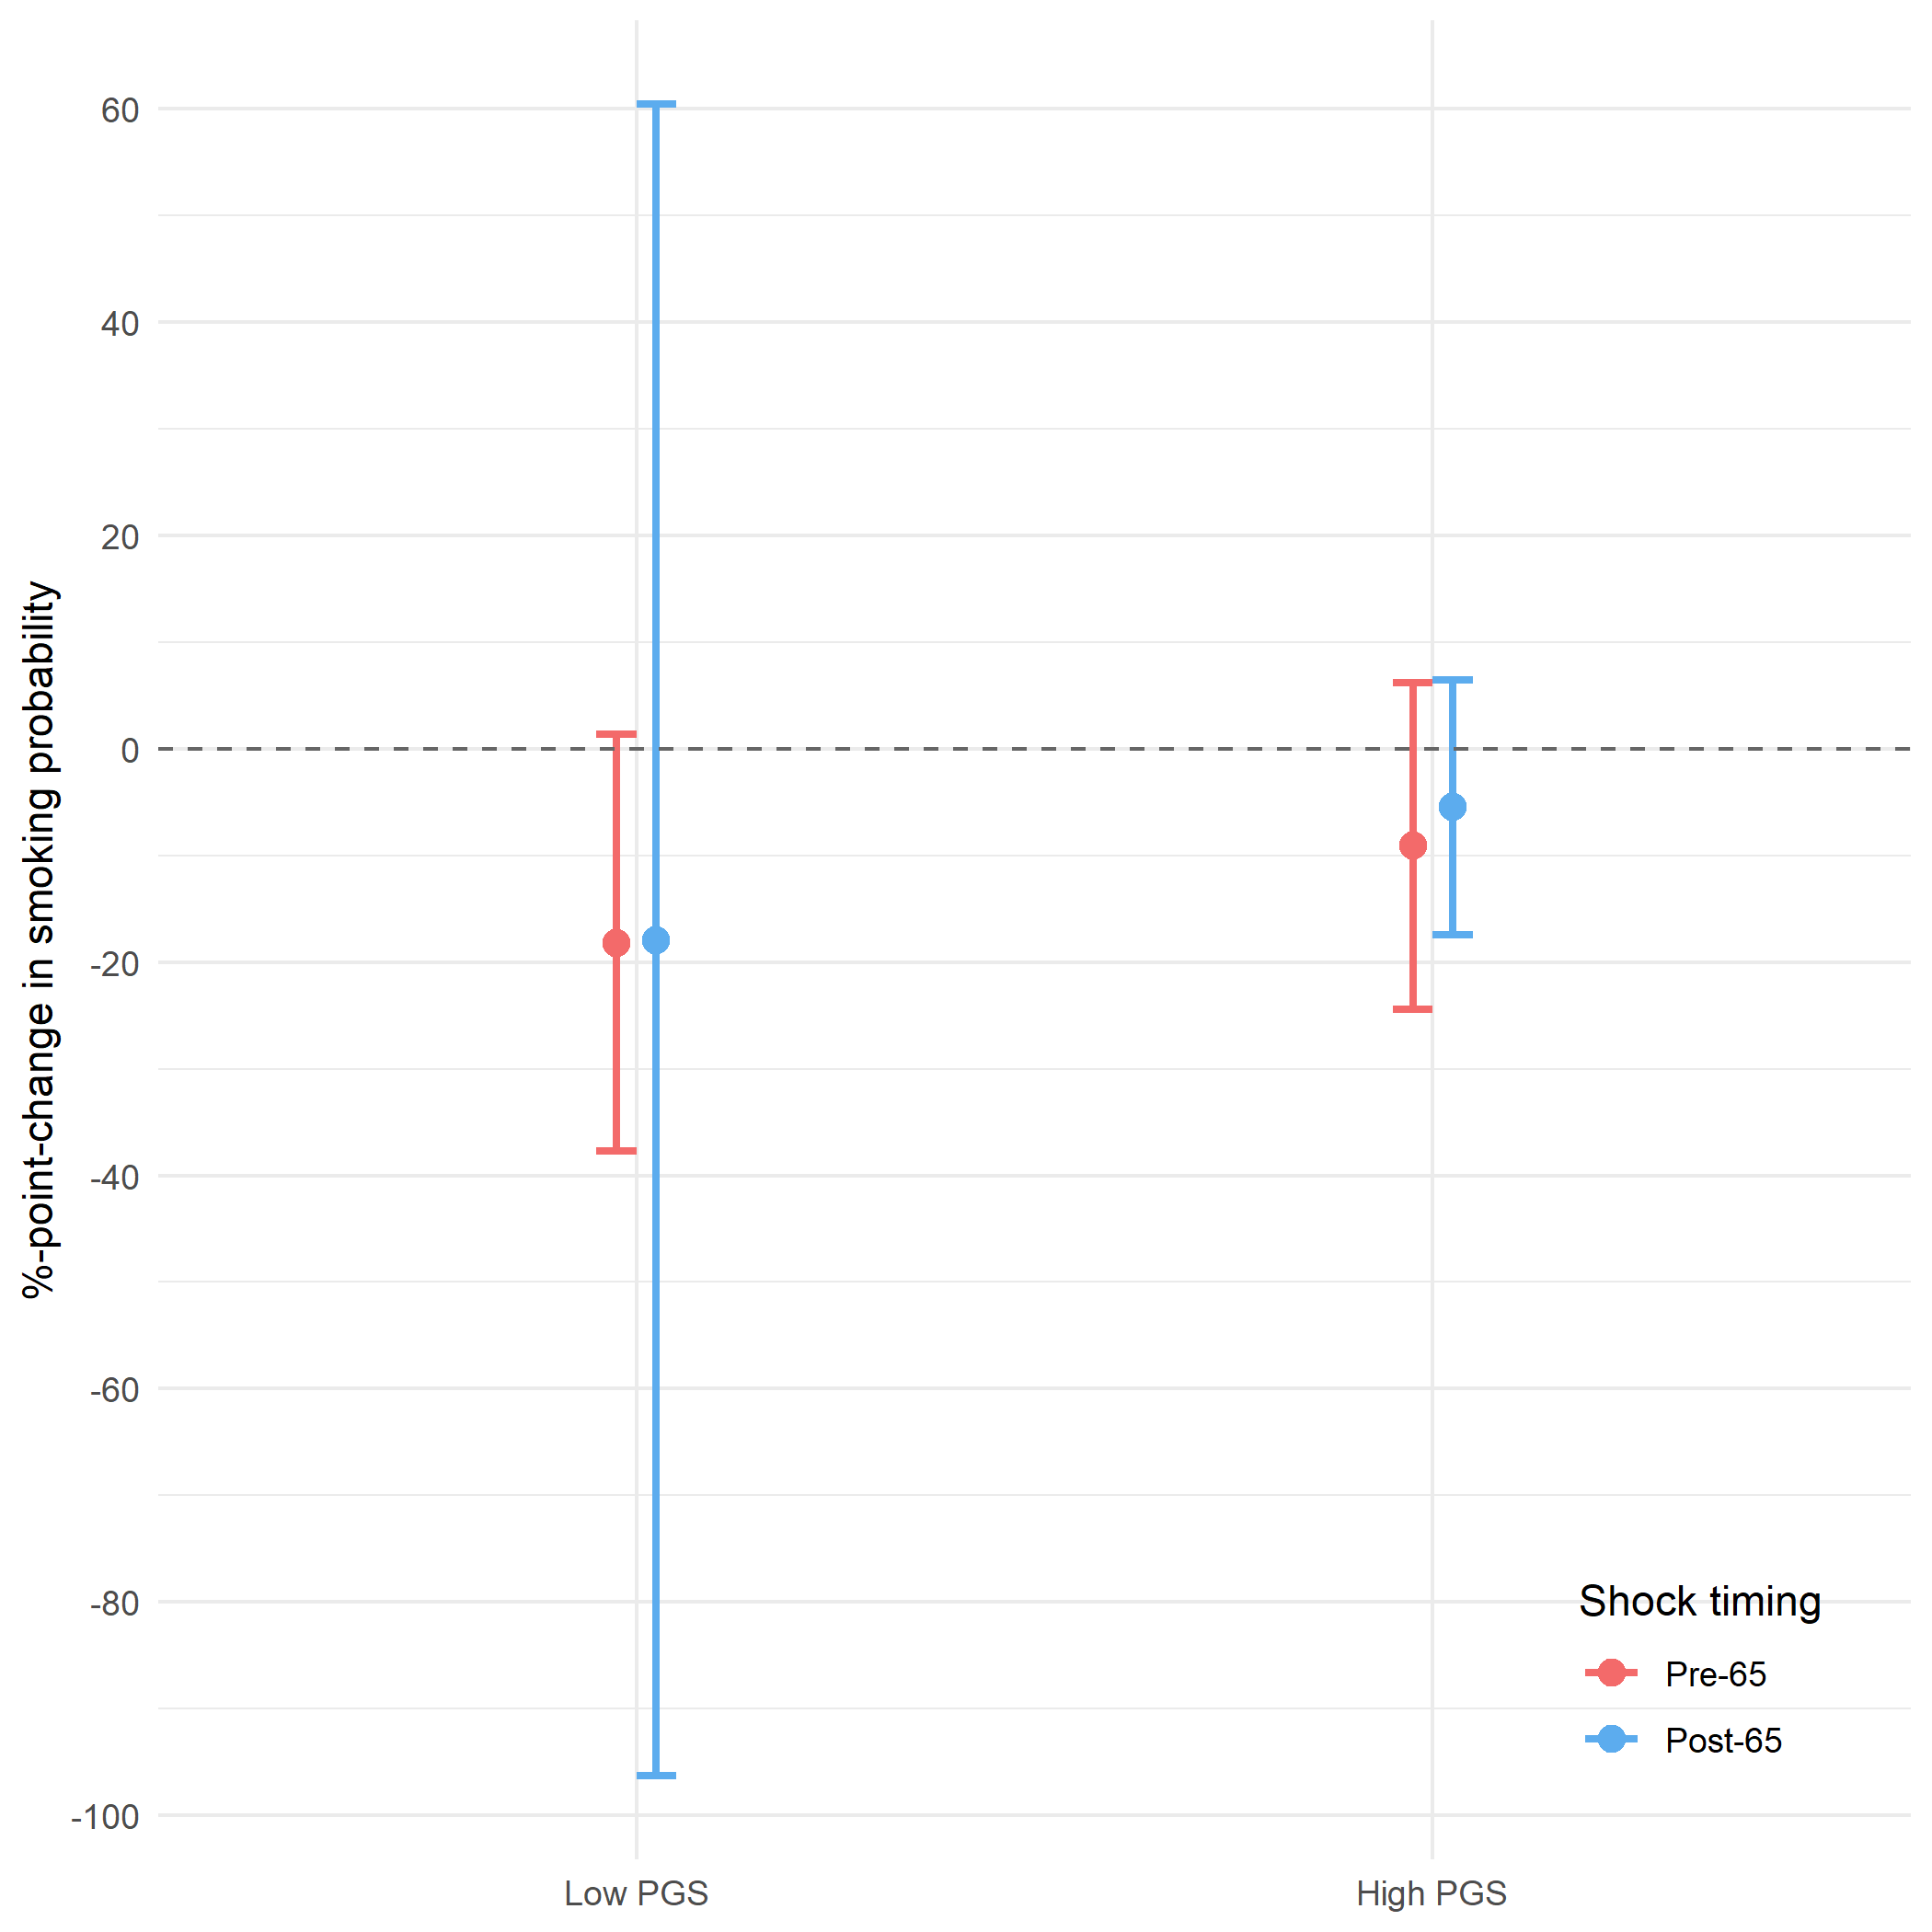 %-point-change in smoking probability
60
40
20
0
-20
-40
-60
-80
-100
Low PGS
High PGS
Shock timing
Pre-65
Post-65